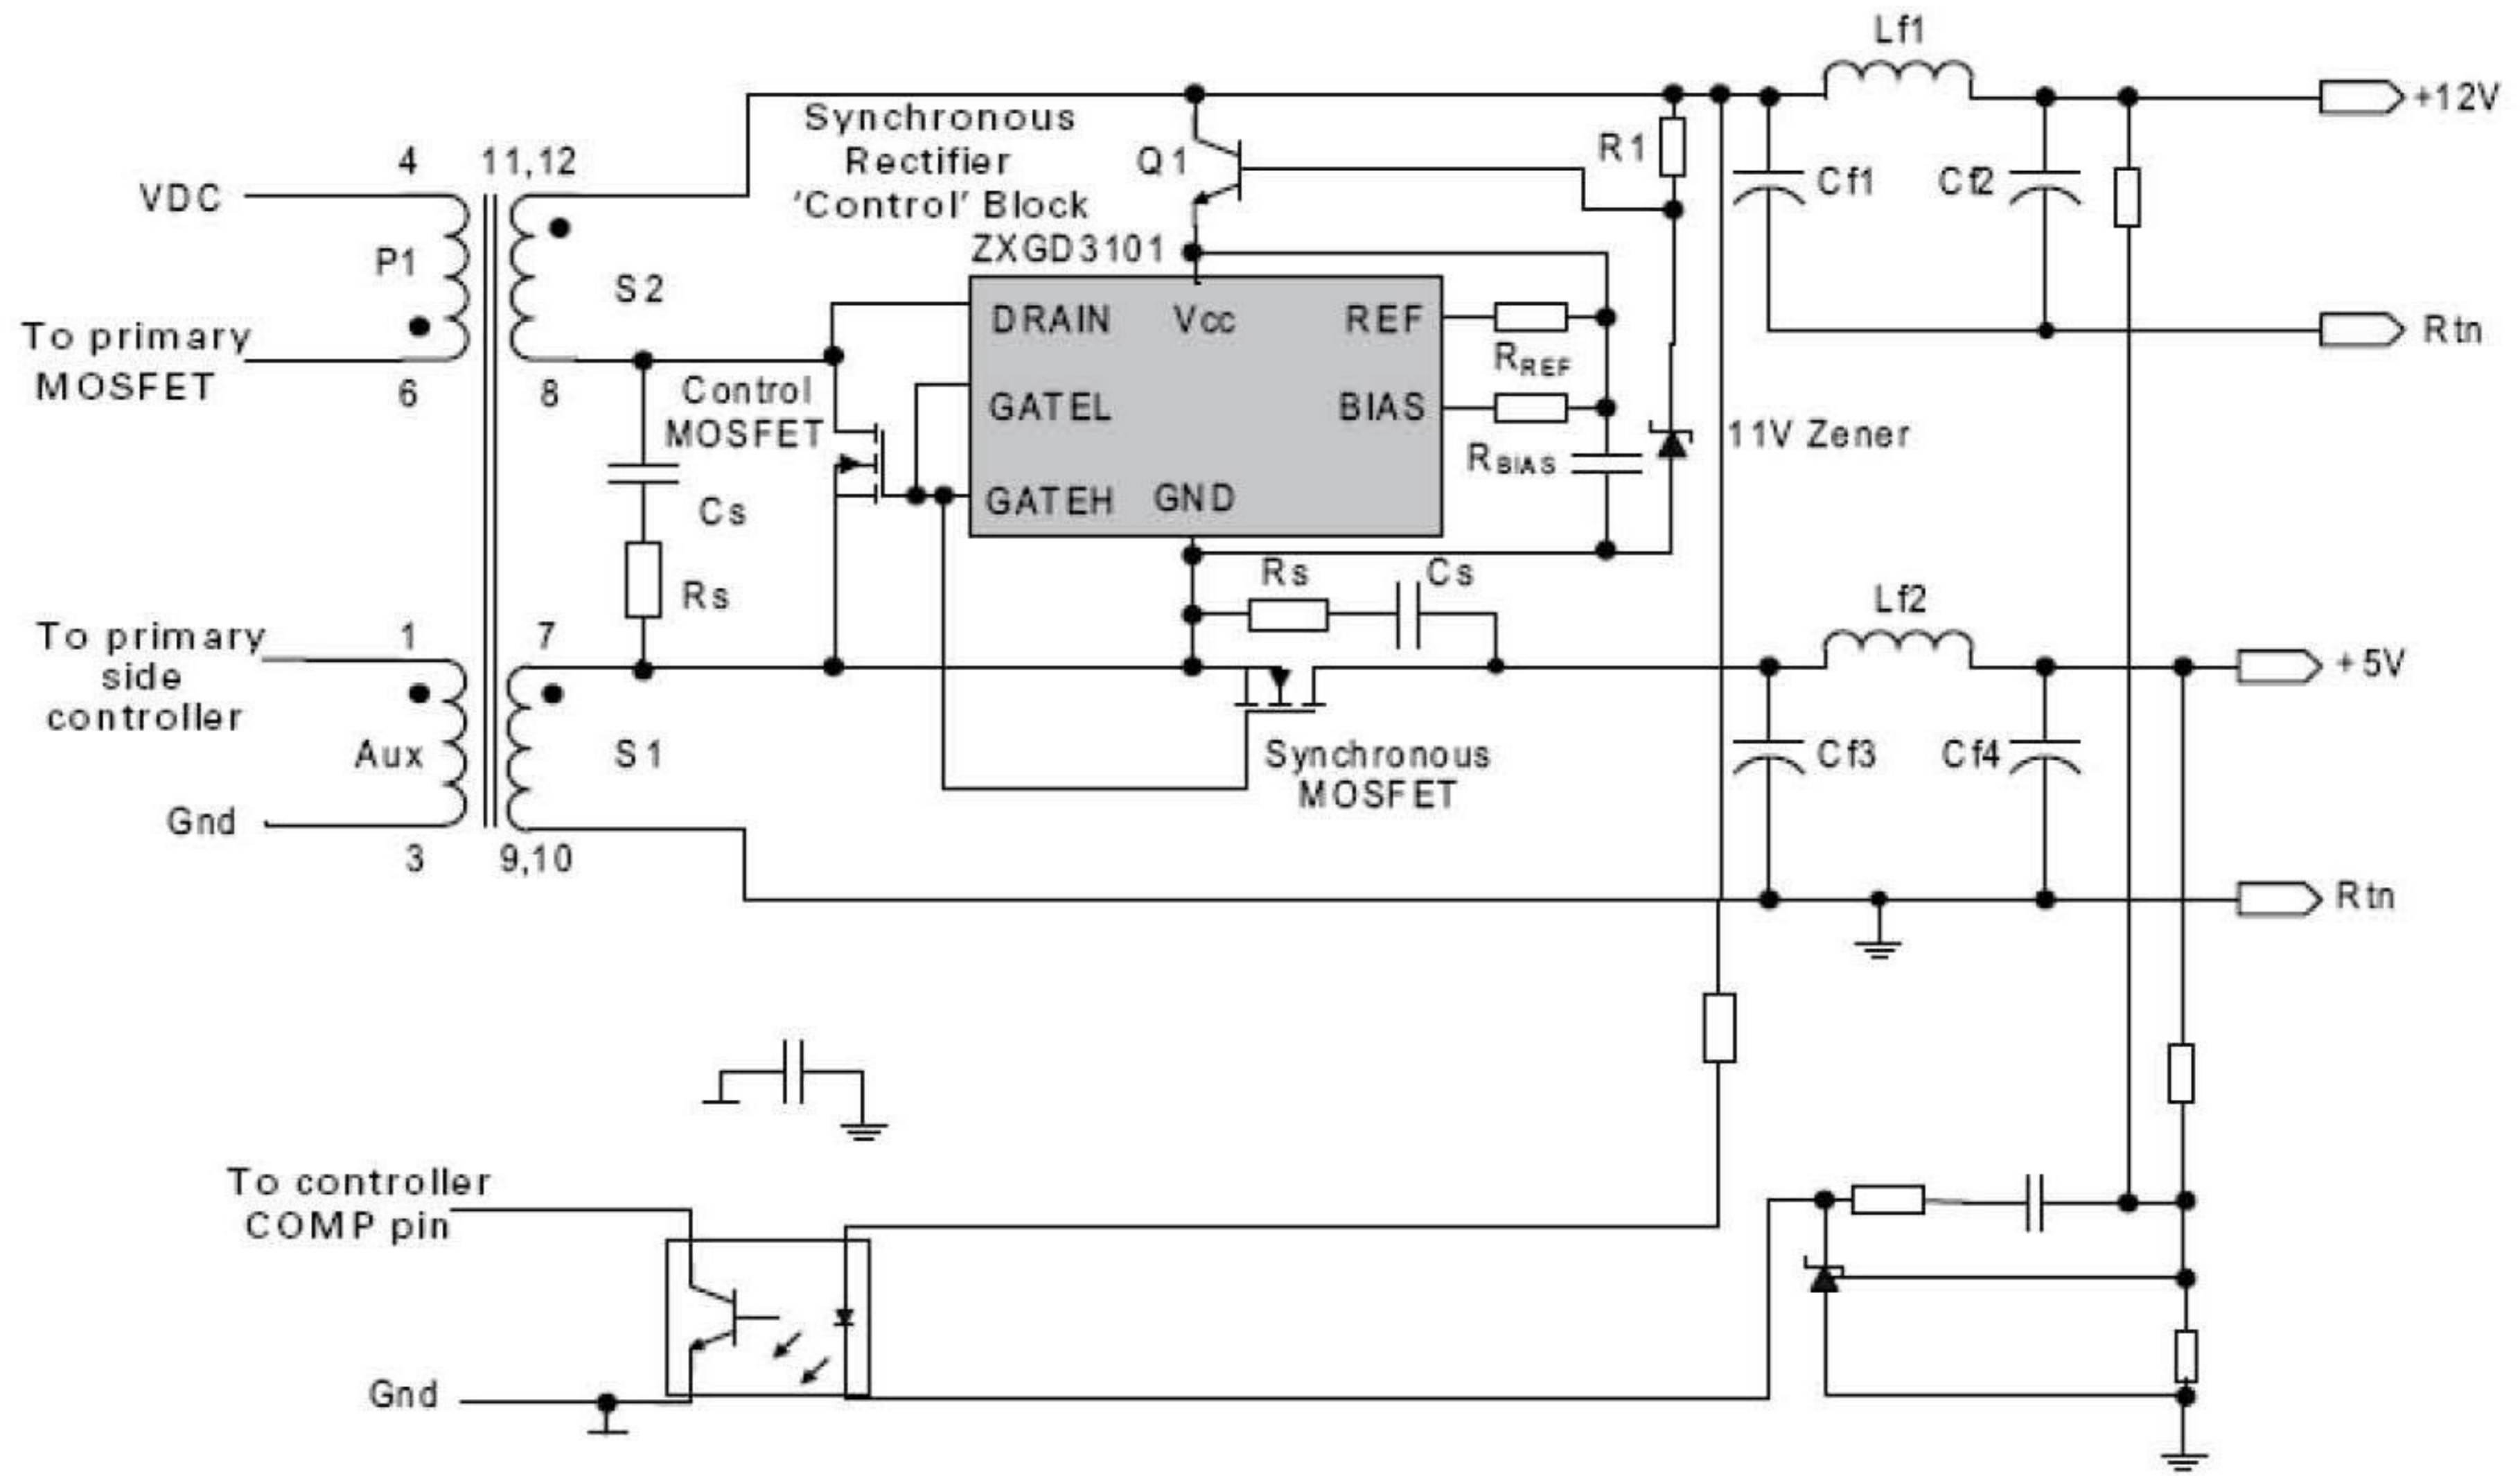 Lf1
+12V
Synchronous
Rectifier
'Control' Block
ZXGD3101
Q1
R1
Cf1
Cf2
4
11,12
VDC
P1
S2
To primary
MOSFET
6
8
Rtn
DRAIN
Vcc
REF
RREF
GATEL
BIAS
RBIAS
GATEH
GND
Control
MOSFET
11V Zener
Cs
Rs
Rs
Cs
Lf2
To primary
side
controller
1
7
+5V
Aux
S1
Synchronous
MOSFET
Cf3
Cf4
Gnd
3
9,10
Rtn
To controller
COMP pin
Gnd